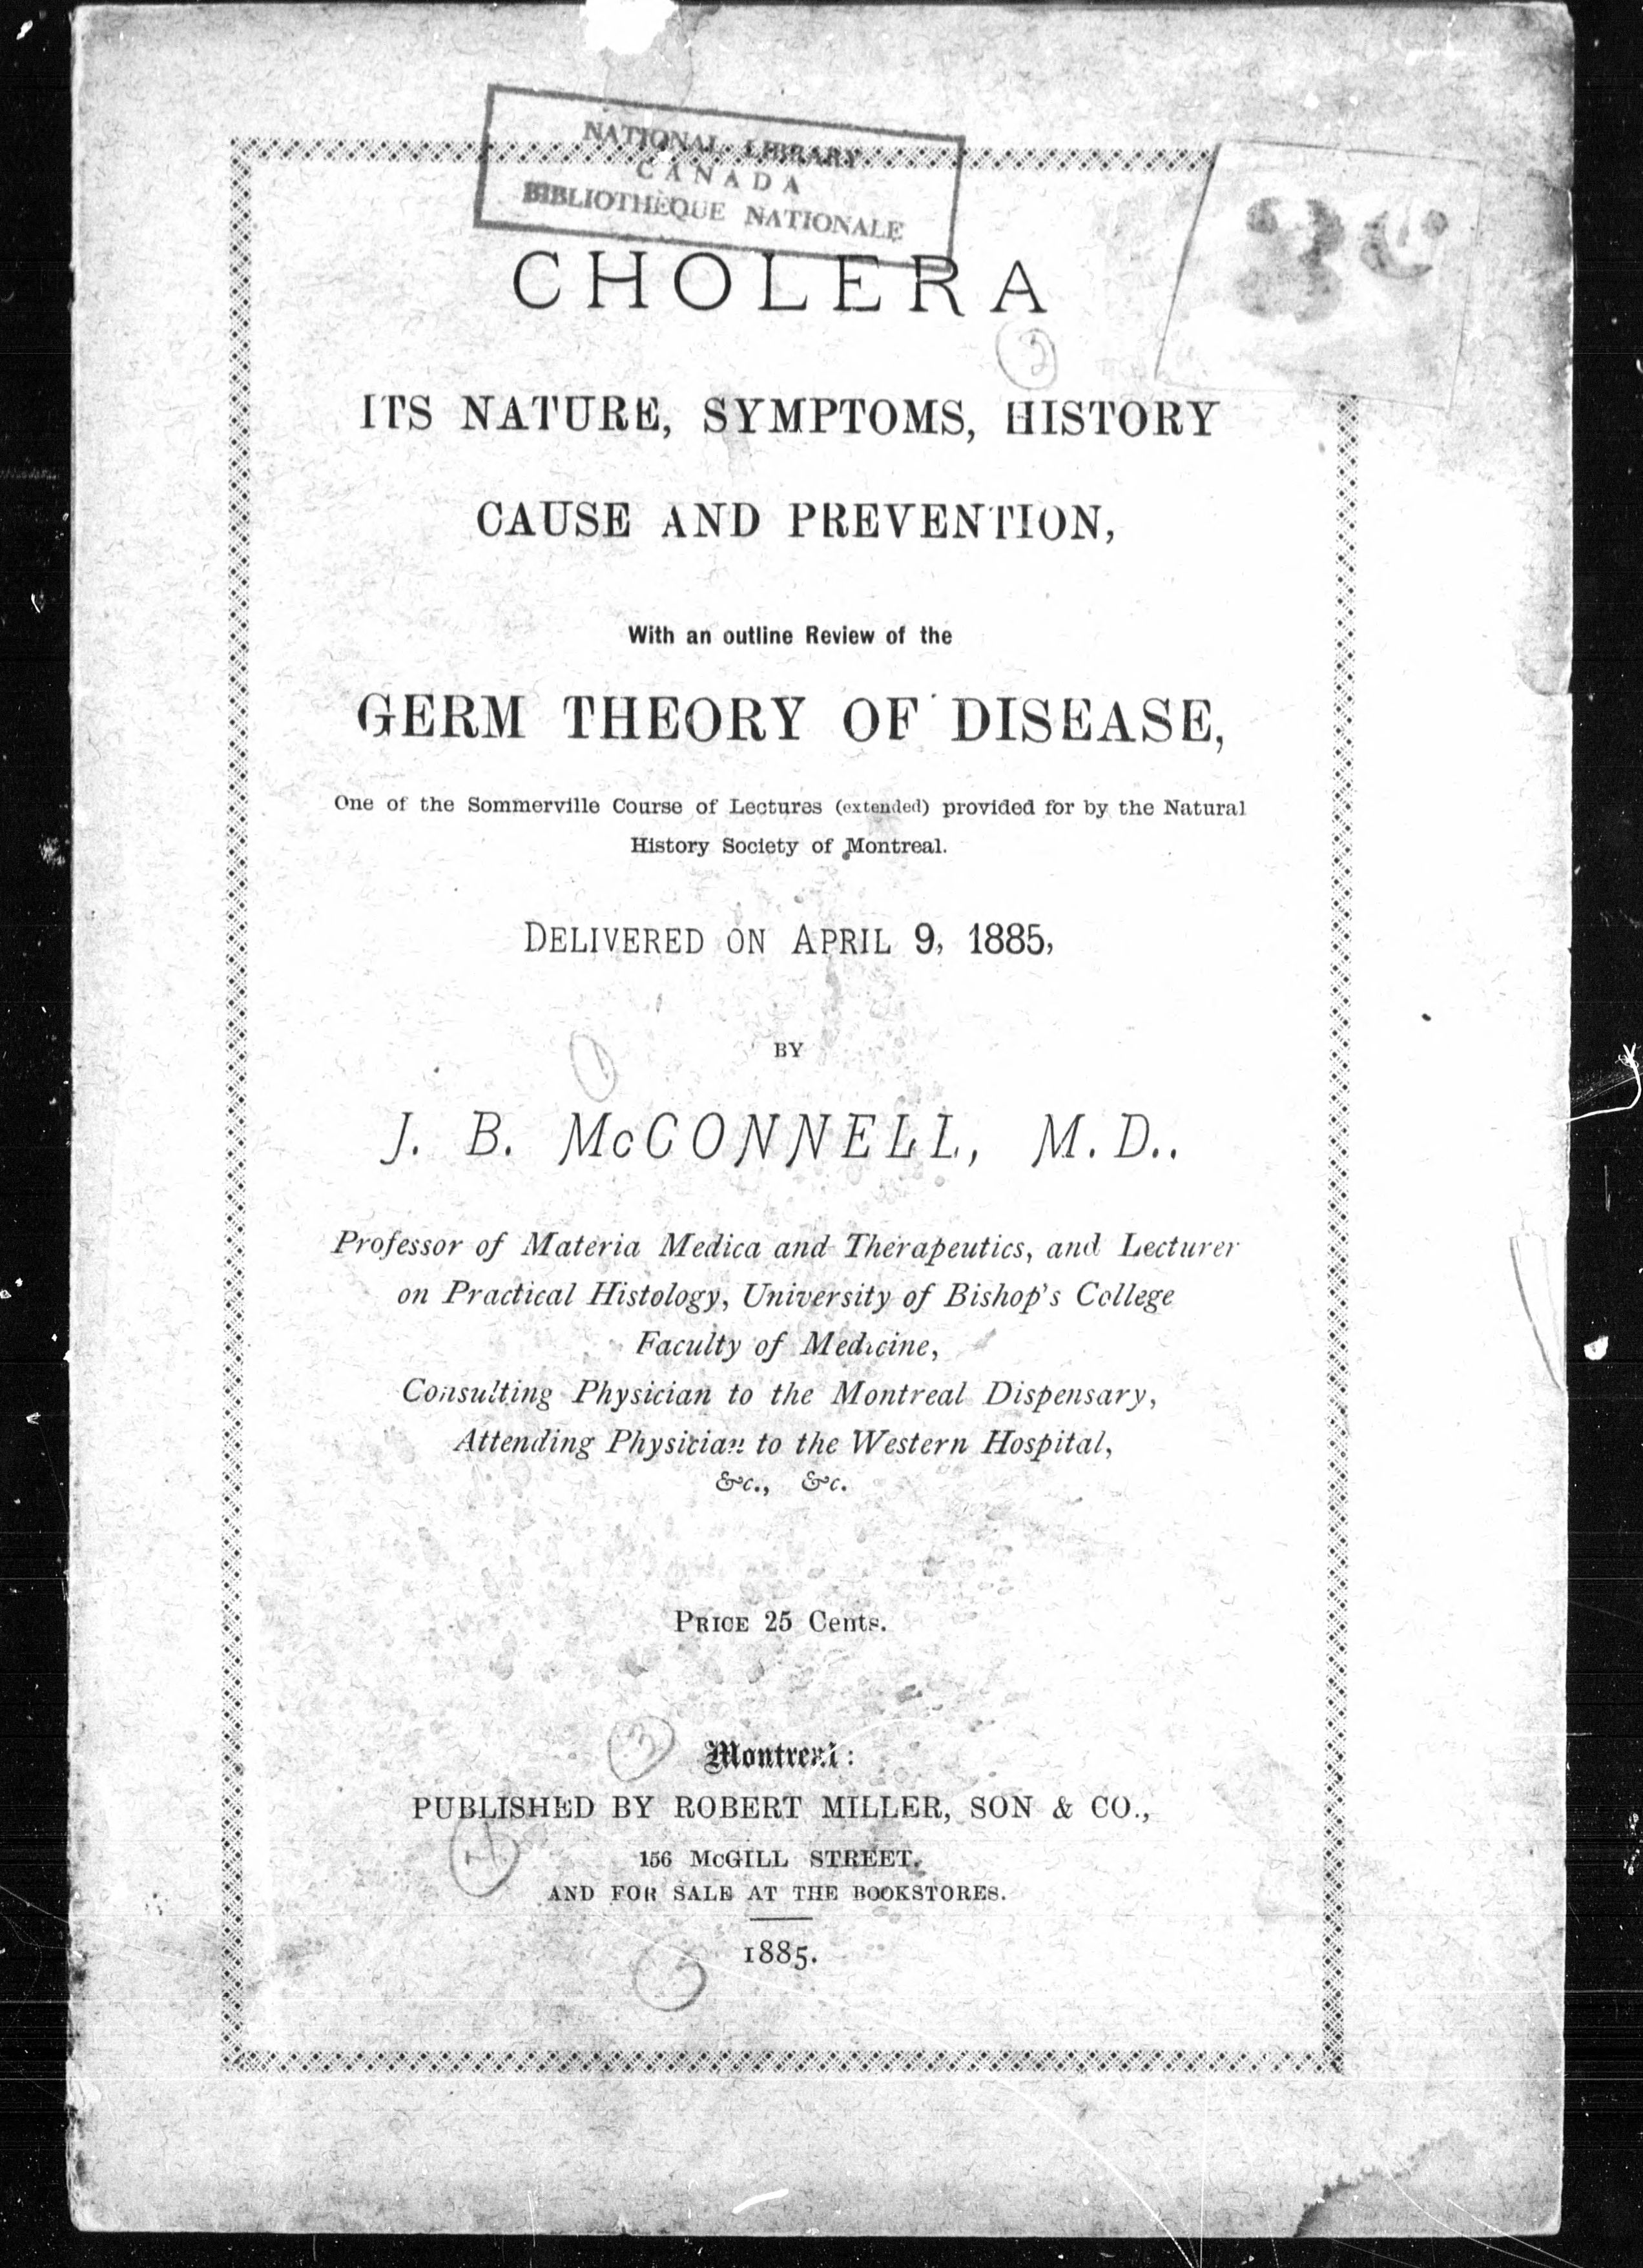 NATIONAL LIBRARY
CANADA
BIBLIOTHÈQUE NATIONALE
CHOLERA
2
ITS NATURE, SYMPTOMS, HISTORY
CAUSE AND PREVENTION,
With an outline Review of the
GERM THEORY OF DISEASE,
One of the Sommerville Course of Lectures (extended) provided for by the Natural
History Society of Montreal.
DELIVERED ON APRIL 9, 1885,
BY
1
J. B. McCONNELL, M.D.,
Professor of Materia Medica and Therapeutics, and Lecturer
on Practical Histology, University of Bishop's College
Faculty of Medicine,
Consulting Physician to the Montreal Dispensary,
Attending Physician to the Western Hospital,
&c., &c.
PRICE 25 Cents.
3
Montreal:
PUBLISHED BY ROBERT MILLER, SON & CO.,
156 McGILL STREET,
AND FOR SALE AT THE BOOKSTORES.
1885.